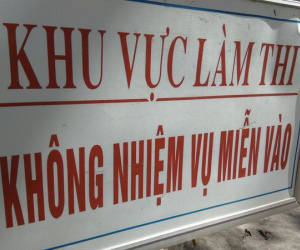 KHU VỰC LÀM THI
KHÔNG NHIỆM VỤ MIỄN VÀO